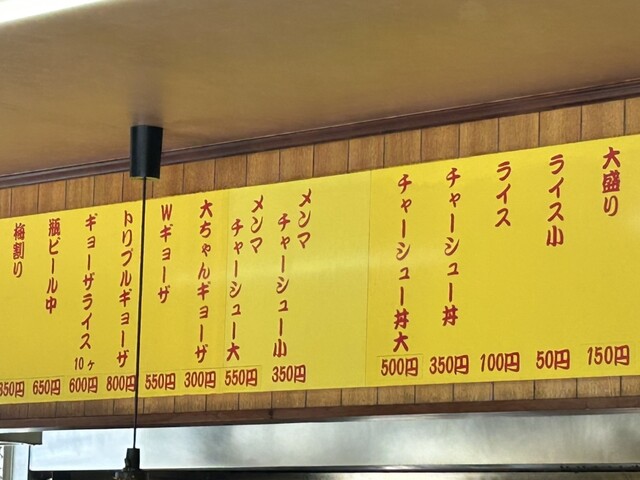 大盛り
150円
ライス小
50円
ライス
100円
チャーシュー丼
350円
チャーシュー丼大
500円
メンマ
チャーシュー小
350円
メンマ
チャーシュー大
550円
大ちゃんギョーザ
300円
Wギョーザ
550円
トリプルギョーザ
800円
ギョーザライス
10ヶ
600円
瓶ビール中
650円
梅割り
350円